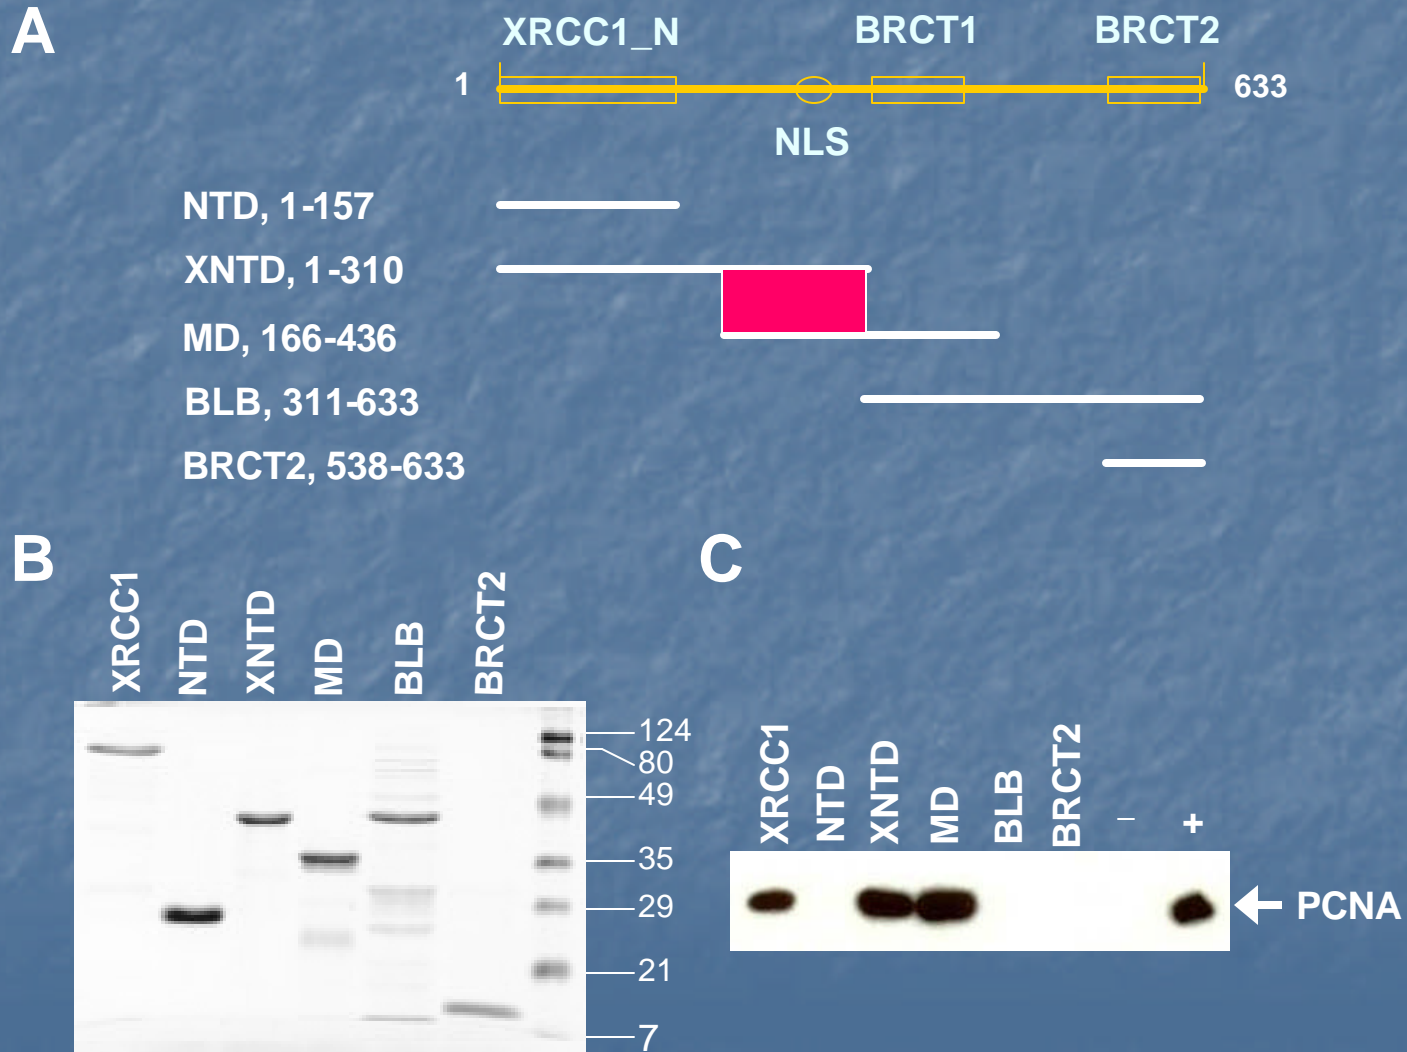 A
XRCC1_N BRCT1 BRCT2
1 633
NLS
NTD, 1-157
XNTD, 1-310
MD, 166-436
BLB, 311-633
BRCT2, 538-633
B
XRCC1 NTD XNTD MD BLB BRCT2
124
80
49
35
29
21
7
C
XRCC1 NTD XNTD MD BLB BRCT2 – +
PCNA